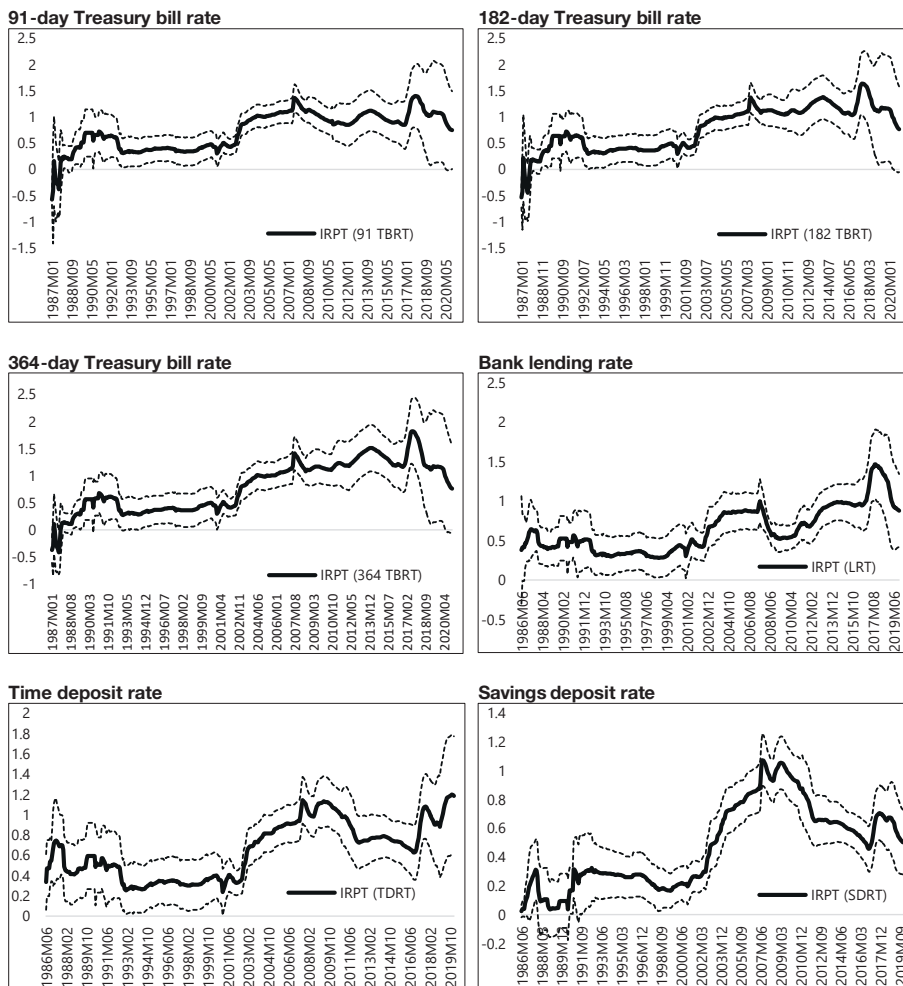 91-day Treasury bill rate
2.5
2
1.5
1
0.5
0
-0.5
-1
-1.5
IRPT (91 TBRT)
1987M01
1988M09
1990M05
1992M01
1993M09
1995M05
1997M01
1998M09
2000M05
2002M01
2003M09
2005M05
2007M01
2008M09
2010M05
2012M01
2013M09
2015M05
2017M01
2018M09
2020M05
182-day Treasury bill rate
2.5
2
1.5
1
0.5
0
-0.5
-1
-1.5
IRPT (182 TBRT)
1987M01
1988M11
1990M09
1992M07
1994M05
1996M03
1998M01
1999M11
2001M09
2003M07
2005M05
2007M03
2009M01
2010M11
2012M09
2014M07
2016M05
2018M03
2020M01
364-day Treasury bill rate
2.5
2
1.5
1
0.5
0
-0.5
-1
IRPT (364 TBRT)
1987M01
1988M08
1990M03
1991M10
1993M05
1994M12
1996M07
1998M02
1999M09
2001M04
2002M11
2004M06
2006M01
2007M08
2009M03
2010M10
2012M05
2013M12
2015M07
2017M02
2018M09
2020M04
Bank lending rate
2.5
2
1.5
1
0.5
0
-0.5
IRPT (LRT)
1986M06
1988M04
1990M02
1991M12
1993M10
1995M08
1997M06
1999M04
2001M02
2002M12
2004M10
2006M08
2008M06
2010M04
2012M02
2013M12
2015M10
2017M08
2019M06
Time deposit rate
2
1.8
1.6
1.4
1.2
1
0.8
0.6
0.4
0.2
0
IRPT (TDRT)
1986M06
1988M02
1989M10
1991M06
1993M02
1994M10
1996M06
1998M02
1999M10
2001M06
2003M02
2004M10
2006M06
2008M02
2009M10
2011M06
2013M02
2014M10
2016M06
2018M02
2019M10
Savings deposit rate
1.4
1.2
1
0.8
0.6
0.4
0.2
0
-0.2
IRPT (SDRT)
1986M06
1991M09
1993M06
1995M03
1996M12
1998M09
2000M06
2002M03
2003M12
2005M09
2007M06
2009M03
2010M12
2012M09
2014M06
2016M03
2017M12
2019M09